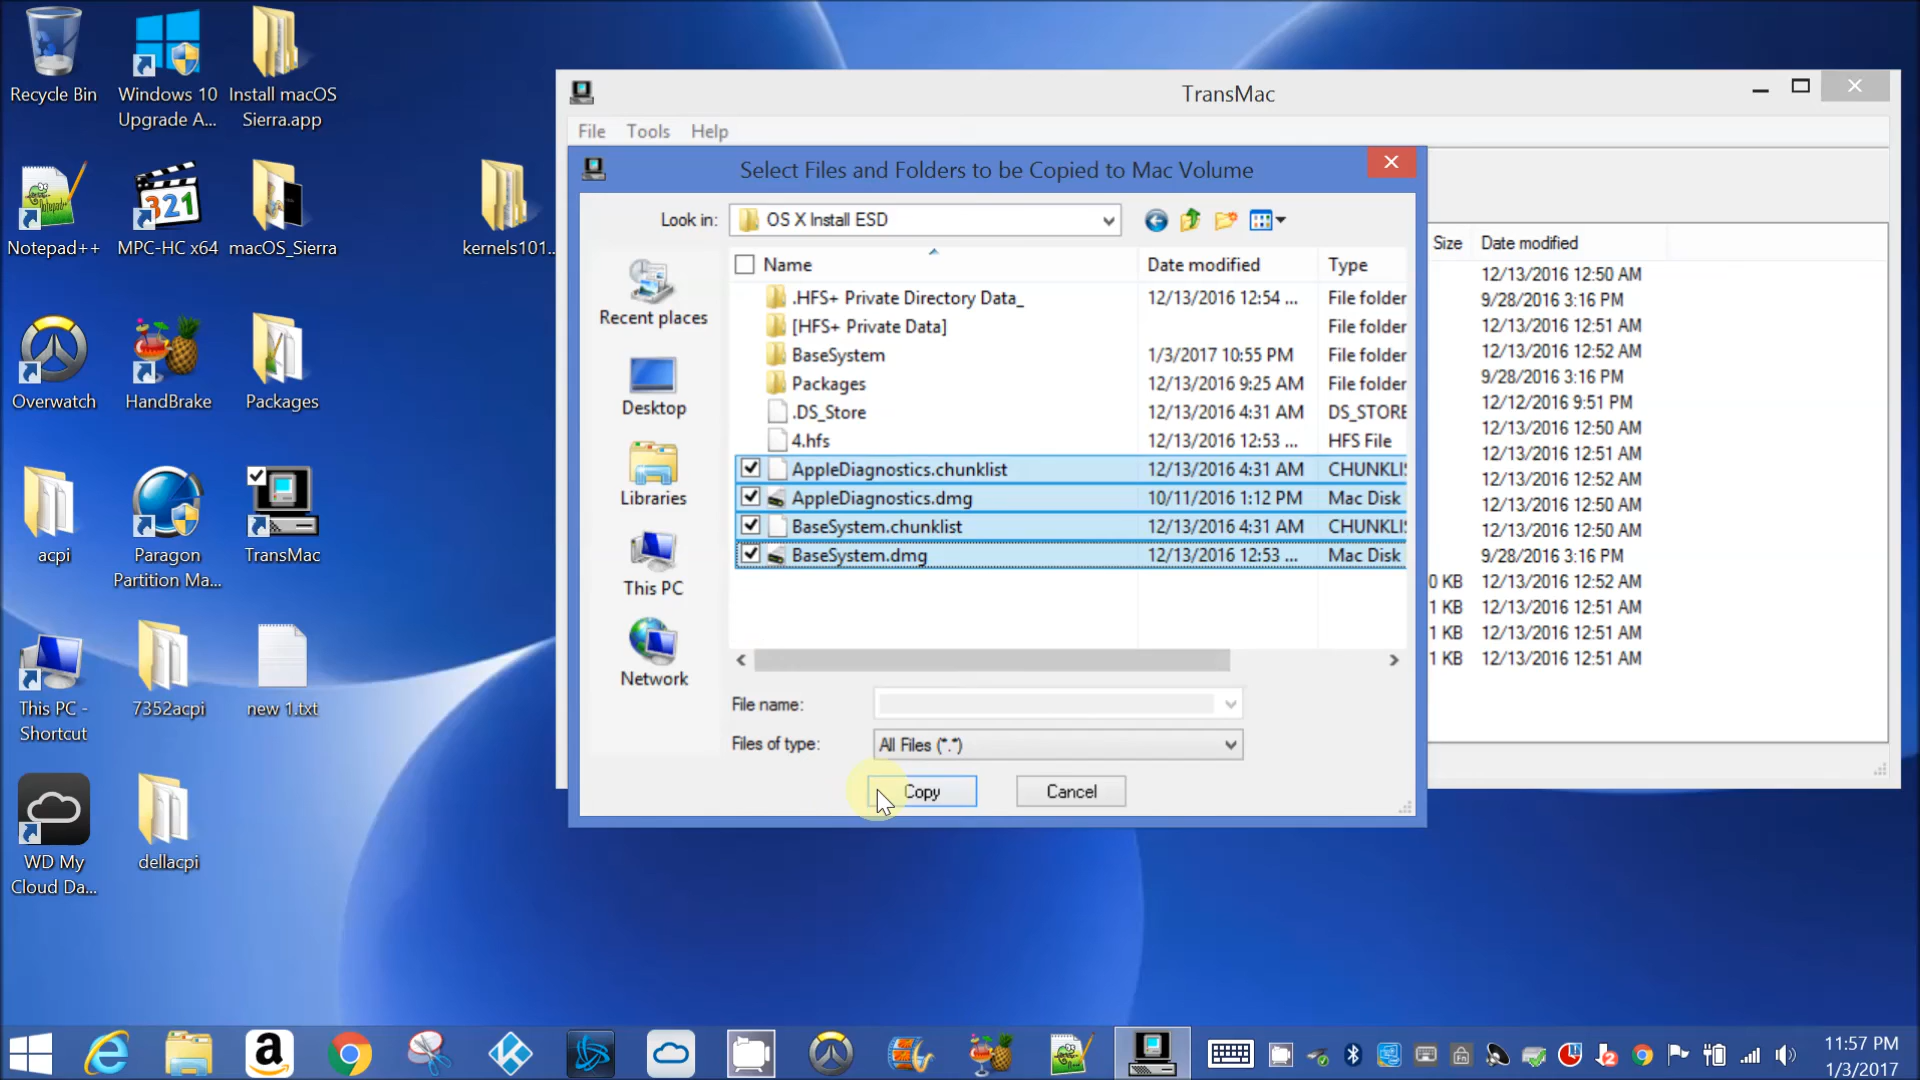 Recycle Bin
Windows 10
Upgrade A...
Install macOS
Sierra.app
Notepad++
MPC-HC x64
macOS_Sierra
kernels101...
Overwatch
HandBrake
Packages
acpi
Paragon
Partition Ma...
TransMac
This PC -
Shortcut
7352acpi
new 1.txt
WD My
Cloud Da...
dellacpi
TransMac
File Tools Help
Select Files and Folders to be Copied to Mac Volume
Look in: OS X Install ESD
Recent places
Desktop
Libraries
This PC
Network
Name Date modified Type
.HFS+ Private Directory Data_ 12/13/2016 12:54 ... File folder
[HFS+ Private Data] File folder
BaseSystem 1/3/2017 10:55 PM File folder
Packages 12/13/2016 9:25 AM File folder
.DS_Store 12/13/2016 4:31 AM DS_STORE
4.hfs 12/13/2016 12:53 ... HFS File
AppleDiagnostics.chunklist 12/13/2016 4:31 AM CHUNKLIS
AppleDiagnostics.dmg 10/11/2016 1:12 PM Mac Disk
BaseSystem.chunklist 12/13/2016 4:31 AM CHUNKLIS
BaseSystem.dmg 12/13/2016 12:53 ... Mac Disk
File name:
Files of type: All Files (*.*)
Copy Cancel
Size Date modified
12/13/2016 12:50 AM
9/28/2016 3:16 PM
12/13/2016 12:51 AM
12/13/2016 12:52 AM
9/28/2016 3:16 PM
12/12/2016 9:51 PM
12/13/2016 12:50 AM
12/13/2016 12:51 AM
12/13/2016 12:52 AM
12/13/2016 12:50 AM
12/13/2016 12:50 AM
9/28/2016 3:16 PM
0 KB 12/13/2016 12:52 AM
1 KB 12/13/2016 12:51 AM
1 KB 12/13/2016 12:51 AM
1 KB 12/13/2016 12:51 AM
11:57 PM
1/3/2017